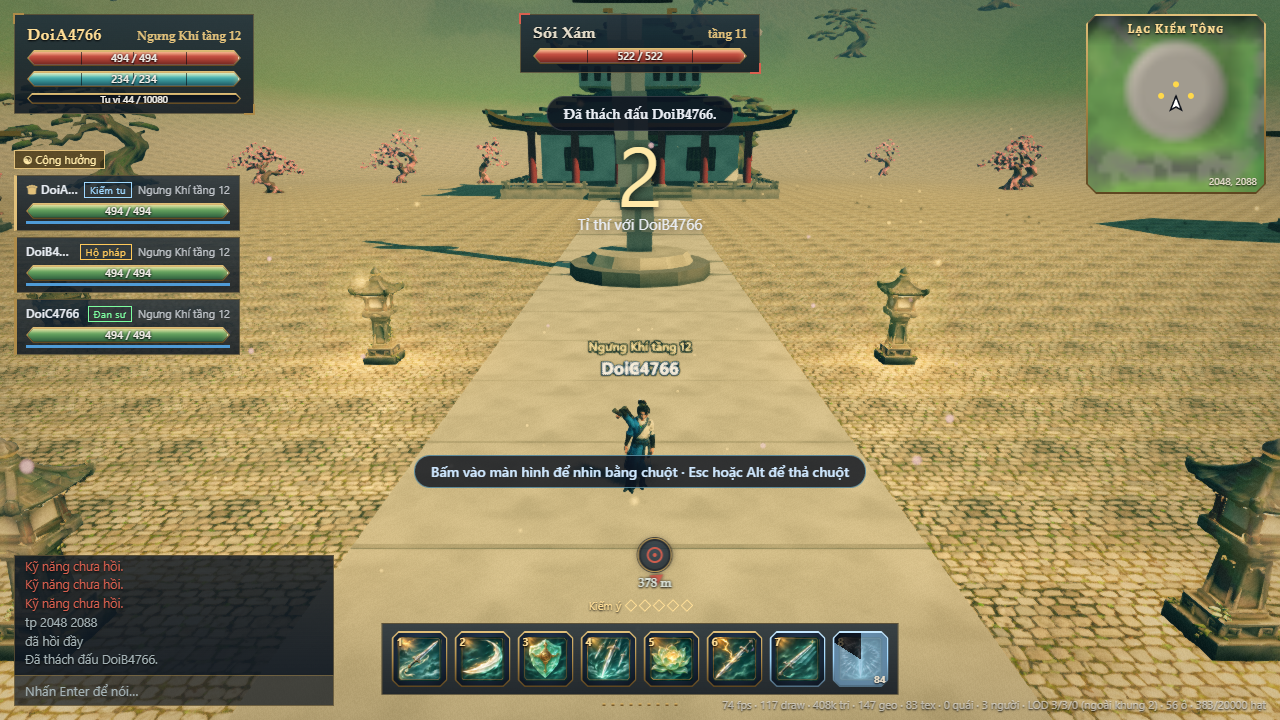 DoiA4766
Ngưng Khí tầng 12
494 / 494
234 / 234
Tu vi 44 / 10080
Cộng hưởng
DoiA... Kiếm tu Ngưng Khí tầng 12
494 / 494
DoiB4... Hộ pháp Ngưng Khí tầng 12
494 / 494
DoiC4766 Đan sư Ngưng Khí tầng 12
494 / 494
Sói Xám
tầng 11
522 / 522
Đã thách đấu DoiB4766.
2
Tỉ thí với DoiB4766
LẠC KIẾM TÔNG
2048, 2088
Ngưng Khí tầng 12
Bấm vào màn hình để nhìn bằng chuột · Esc hoặc Alt để thả chuột
378 m
Kiếm ý
Kỹ năng chưa hồi.
Kỹ năng chưa hồi.
Kỹ năng chưa hồi.
tp 2048 2088
đã hồi đầy
Đã thách đấu DoiB4766.
Nhấn Enter để nói...
1
2
3
4
5
6
7
8
84
74 fps · 117 draw · 408k tri · 147 geo · 83 tex · 0 quái · 3 người · LOD